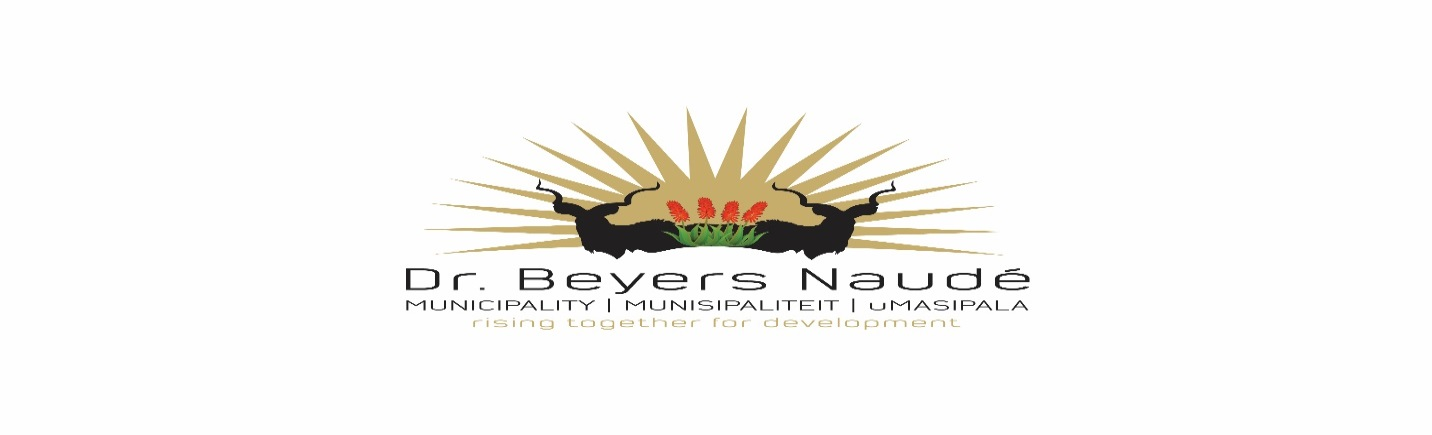 Dr. Beyers Naudé
MUNICIPALITY | MUNISIPALITEIT | uMASIPALA
rising together for development